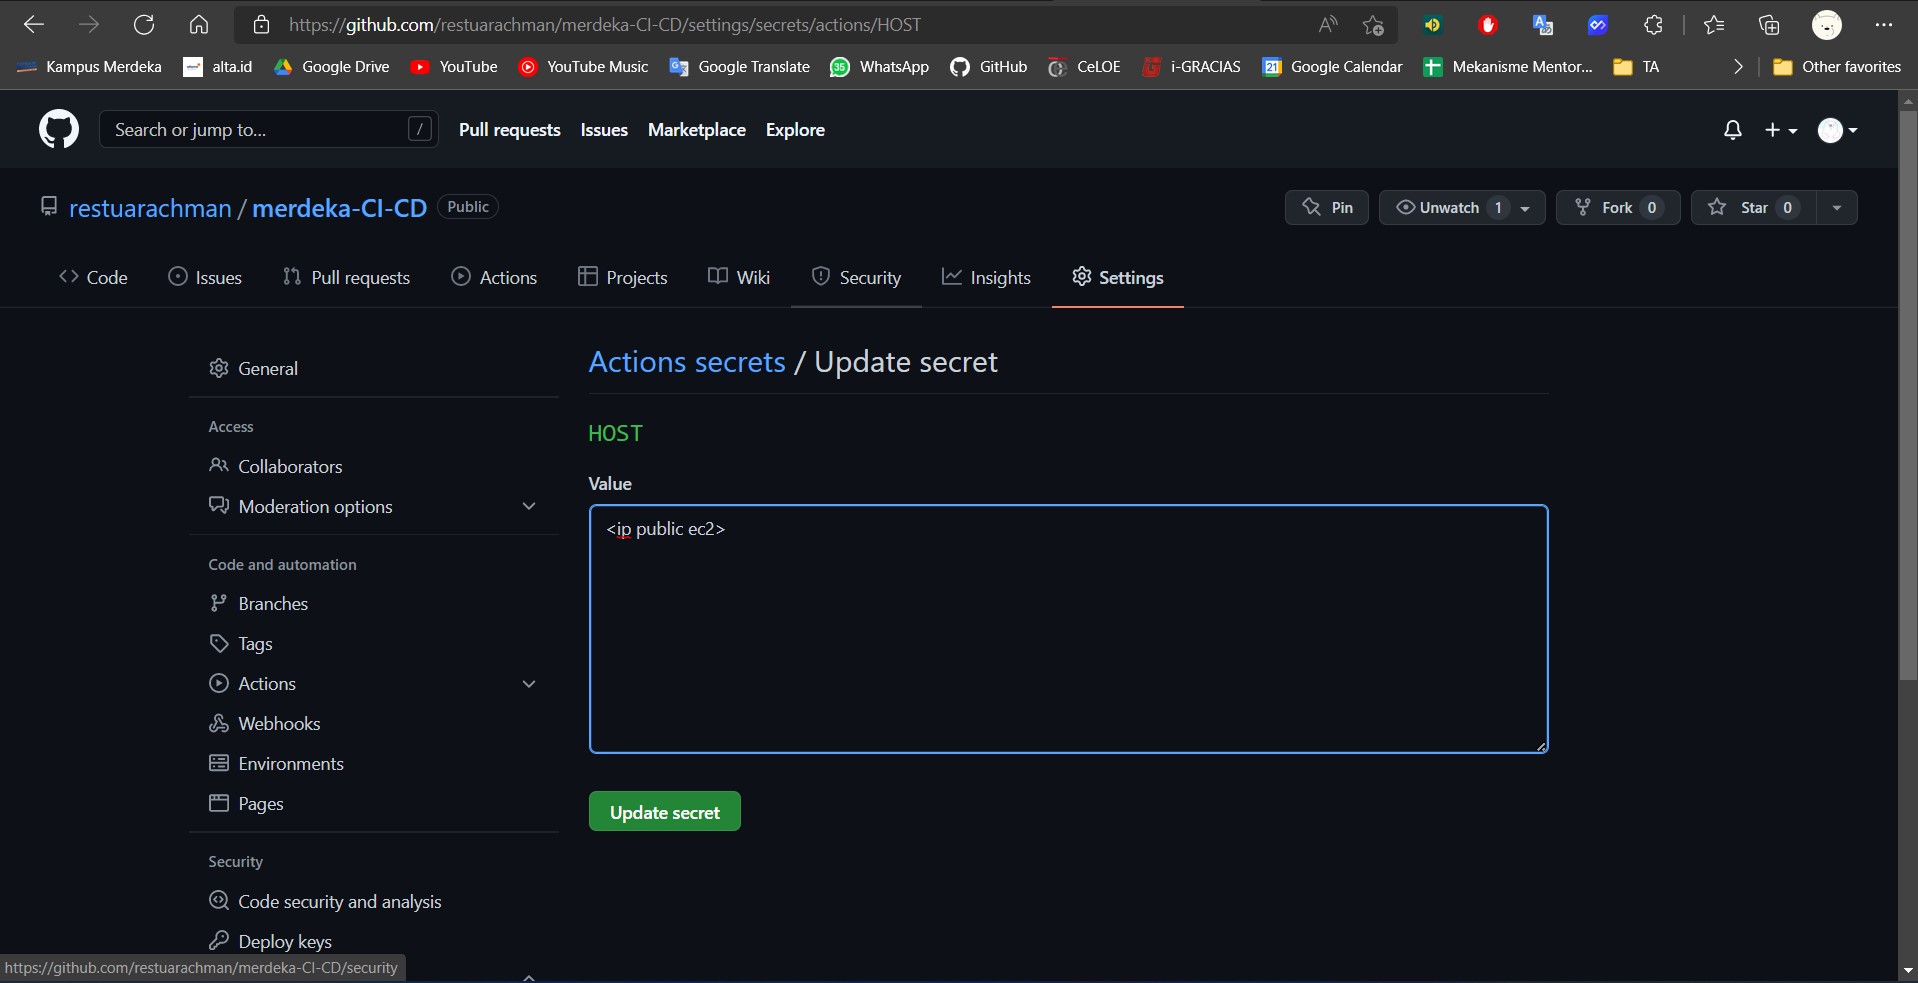 https://github.com/restuarachman/merdeka-CI-CD/settings/secrets/actions/HOST
Kampus Merdeka alta.id Google Drive YouTube YouTube Music Google Translate 35 WhatsApp GitHub CeLOE i-GRACIAS 21 Google Calendar Mekanisme Mentor... TA Other favorites
Search or jump to... / Pull requests Issues Marketplace Explore
restuarachman / merdeka-CI-CD Public Pin Unwatch 1 Fork 0 Star 0
Code Issues Pull requests Actions Projects Wiki Security Insights Settings
General
Access
Collaborators
Moderation options
Code and automation
Branches
Tags
Actions
Webhooks
Environments
Pages
Security
Code security and analysis
Deploy keys
Actions secrets / Update secret
HOST
Value
<ip public ec2>
Update secret
https://github.com/restuarachman/merdeka-CI-CD/security